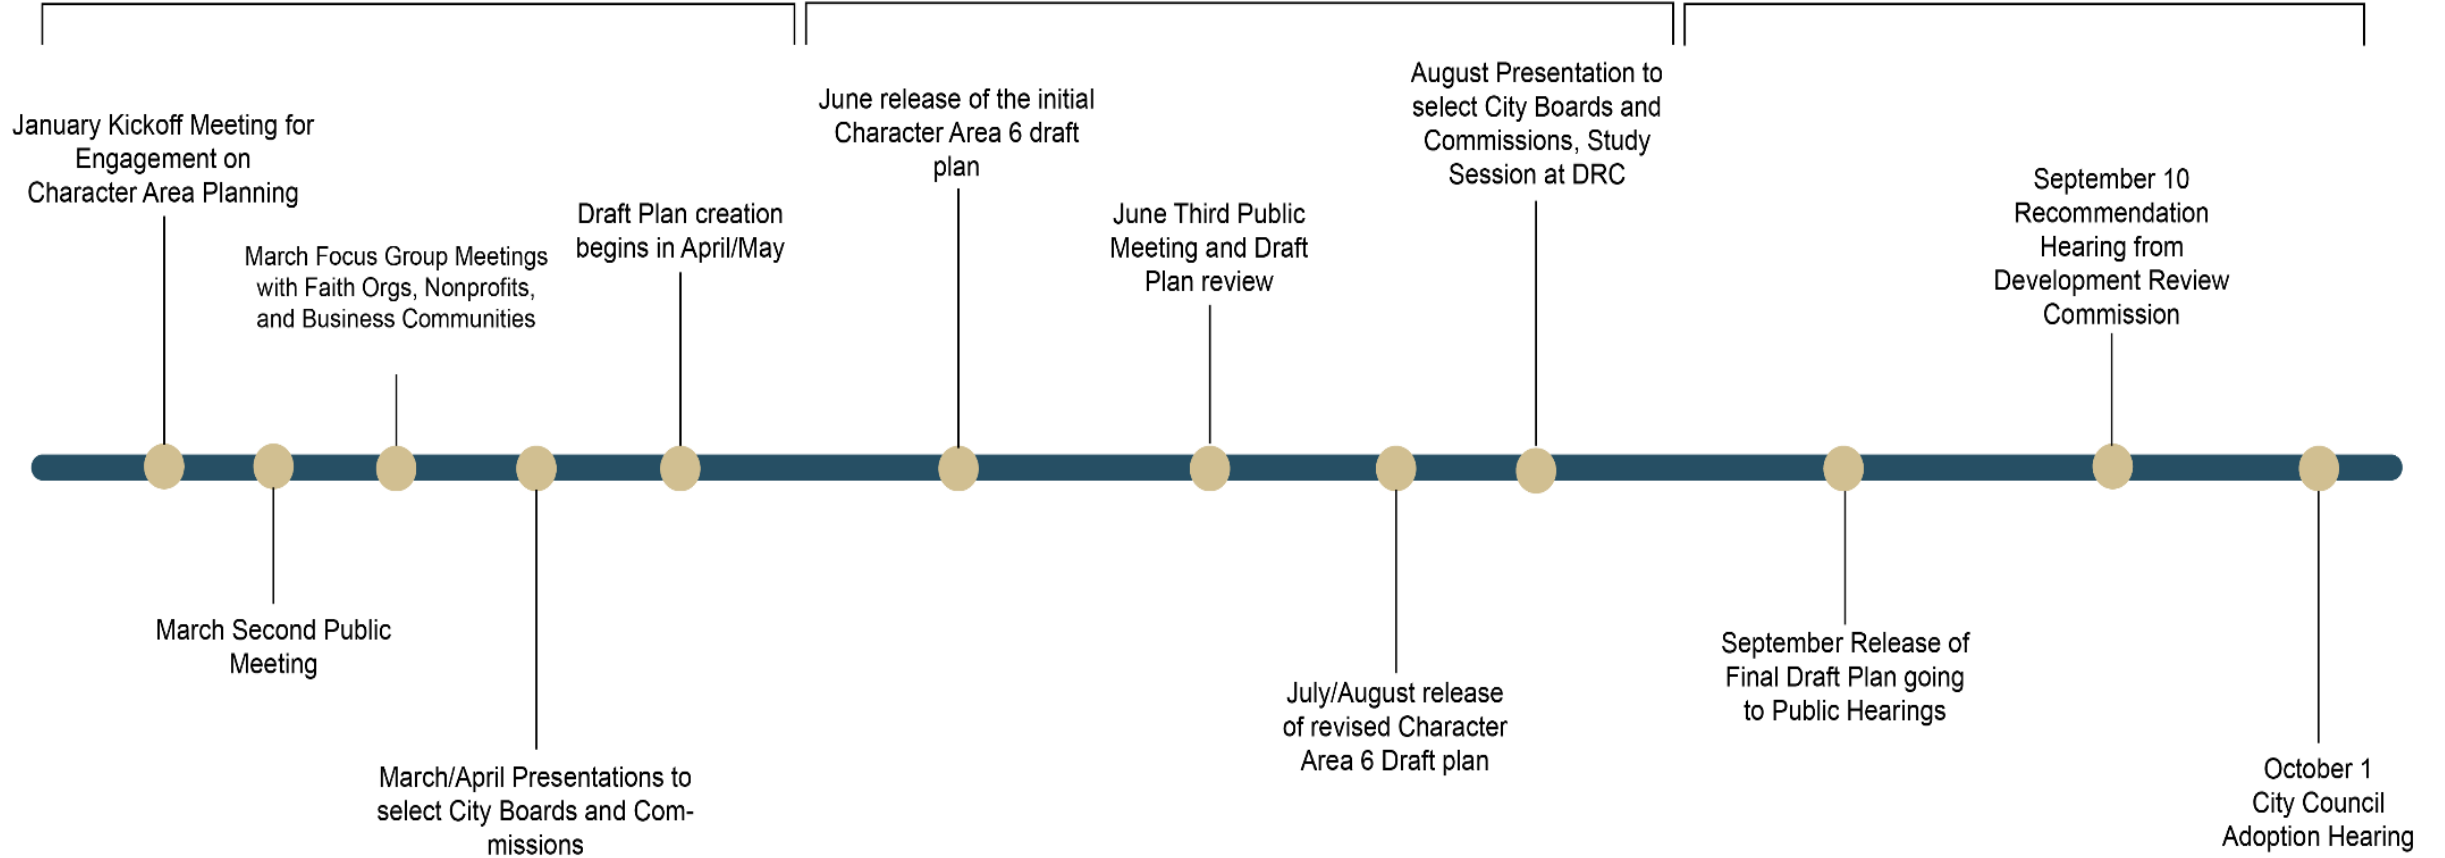 January Kickoff Meeting for
Engagement on
Character Area Planning
March Second Public
Meeting
March Focus Group Meetings
with Faith Orgs, Nonprofits,
and Business Communities
March/April Presentations to
select City Boards and Com-
missions
Draft Plan creation
begins in April/May
June release of the initial
Character Area 6 draft
plan
June Third Public
Meeting and Draft
Plan review
July/August release
of revised Character
Area 6 Draft plan
August Presentation to
select City Boards and
Commissions, Study
Session at DRC
September Release of
Final Draft Plan going
to Public Hearings
September 10
Recommendation
Hearing from
Development Review
Commission
October 1
City Council
Adoption Hearing